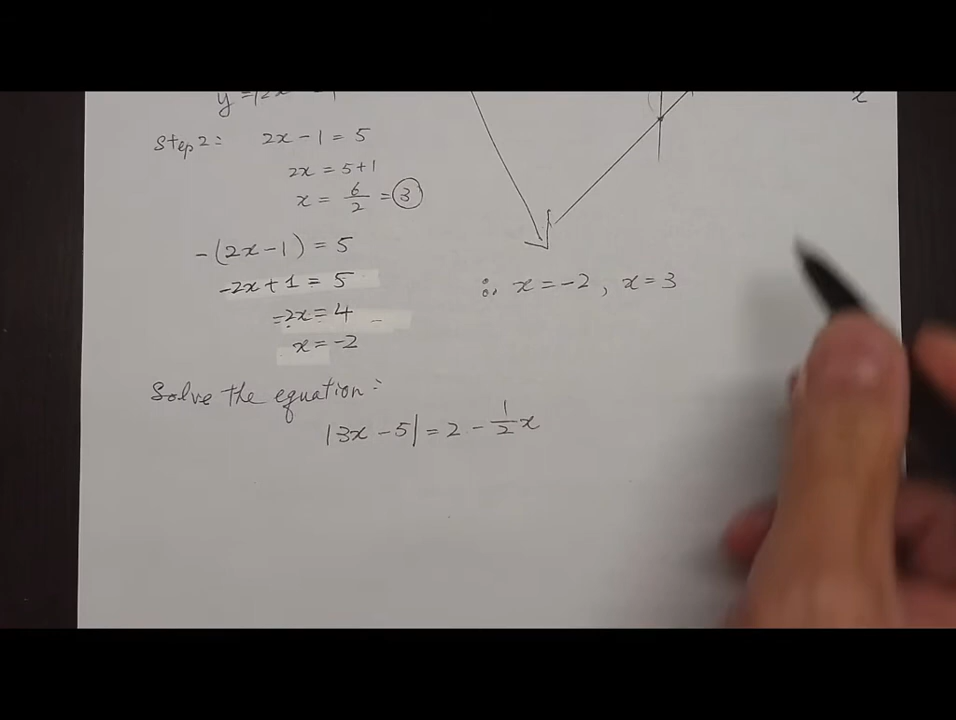 y = |2x
Step 2: 2x - 1 = 5
2x = 5 + 1
x = 6/2 = 3
-(2x - 1) = 5
-2x + 1 = 5
-2x = 4
x = -2
x
∴ x = -2, x = 3
Solve the equation:
|3x - 5| = 2 - 1/2 x